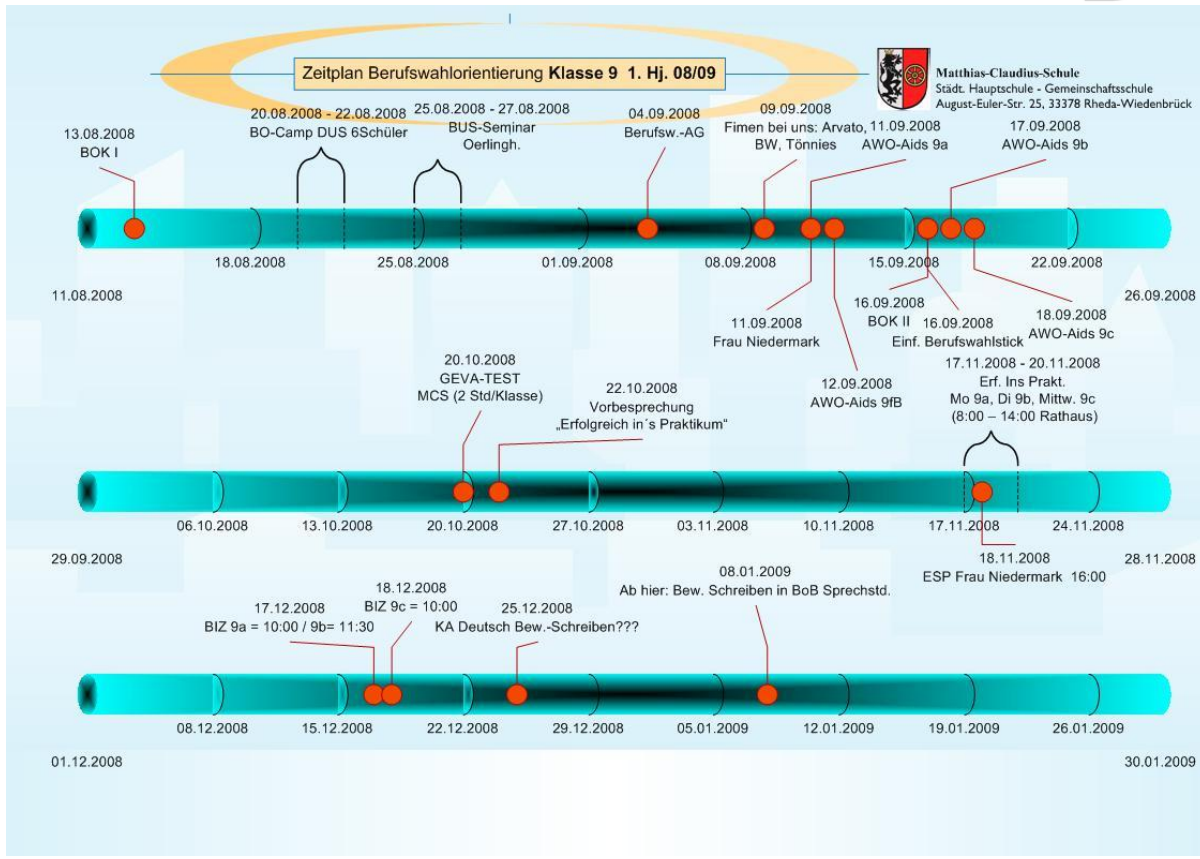 Zeitplan Berufswahlorientierung Klasse 9 1. Hj. 08/09
Matthias-Claudius-Schule
Städt. Hauptschule - Gemeinschaftsschule
August-Euler-Str. 25, 33378 Rheda-Wiedenbrück
13.08.2008
BOK I
20.08.2008 - 22.08.2008
BO-Camp DUS 6Schüler
25.08.2008 - 27.08.2008
BUS-Seminar
Oerlingh.
04.09.2008
Berufsw.-AG
09.09.2008
Fimen bei uns: Arvato,
BW, Tönnies
11.09.2008
AWO-Aids 9a
17.09.2008
AWO-Aids 9b
18.08.2008
25.08.2008
01.09.2008
08.09.2008
15.09.2008
22.09.2008
11.08.2008
26.09.2008
11.09.2008
Frau Niedermark
12.09.2008
AWO-Aids 9fB
16.09.2008
BOK II
16.09.2008
Einf. Berufswahlstick
18.09.2008
AWO-Aids 9c
20.10.2008
GEVA-TEST
MCS (2 Std/Klasse)
22.10.2008
Vorbesprechung
„Erfolgreich in´s Praktikum“
17.11.2008 - 20.11.2008
Erf. Ins Prakt.
Mo 9a, Di 9b, Mittw. 9c
(8:00 – 14:00 Rathaus)
06.10.2008
13.10.2008
20.10.2008
27.10.2008
03.11.2008
10.11.2008
17.11.2008
24.11.2008
29.09.2008
28.11.2008
18.11.2008
ESP Frau Niedermark 16:00
17.12.2008
BIZ 9a = 10:00 / 9b= 11:30
18.12.2008
BIZ 9c = 10:00
25.12.2008
KA Deutsch Bew.-Schreiben???
08.01.2009
Ab hier: Bew. Schreiben in BoB Sprechstd.
08.12.2008
15.12.2008
22.12.2008
29.12.2008
05.01.2009
12.01.2009
19.01.2009
26.01.2009
01.12.2008
30.01.2009